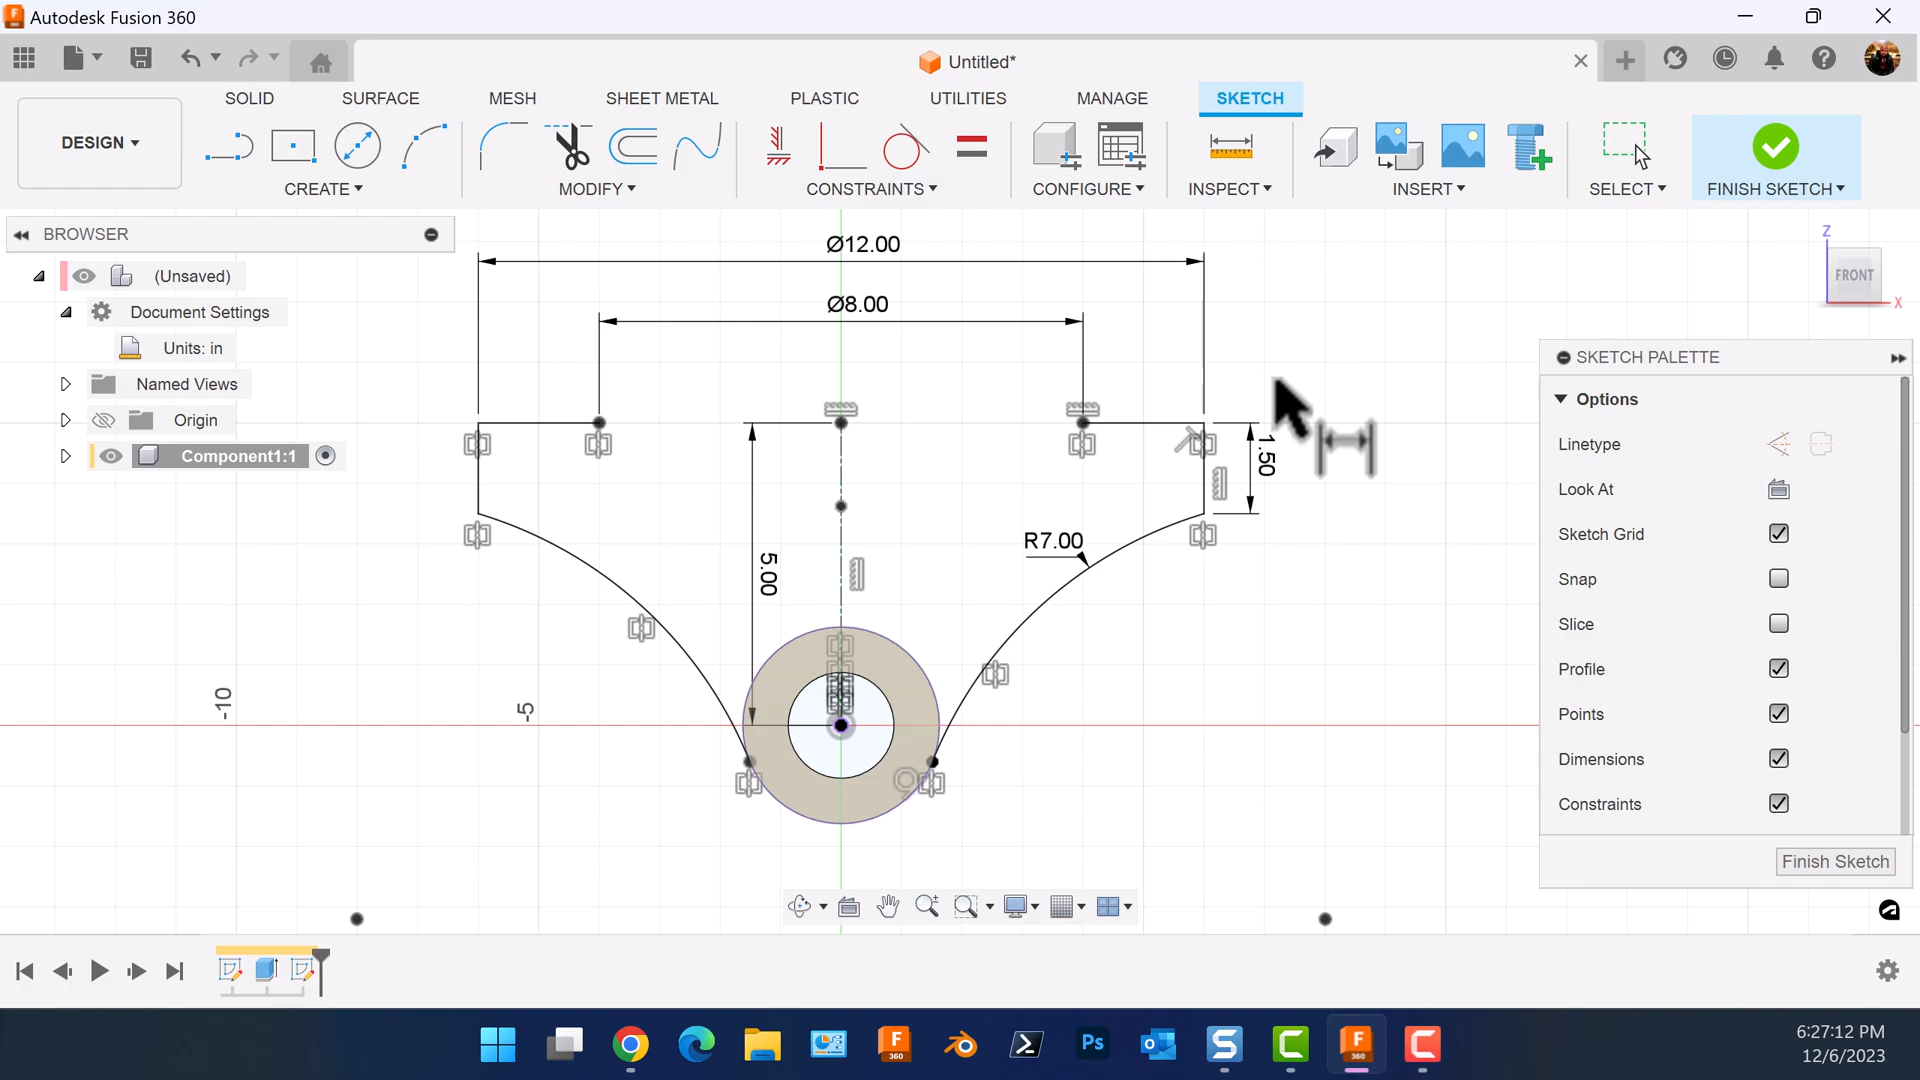 Autodesk Fusion 360
Untitled*
SOLID SURFACE MESH SHEET METAL PLASTIC UTILITIES MANAGE SKETCH
DESIGN
CREATE MODIFY CONSTRAINTS CONFIGURE INSPECT INSERT SELECT FINISH SKETCH
BROWSER
(Unsaved)
Document Settings
Units: in
Named Views
Origin
Component1:1
Ø12.00
Ø8.00
1.50
R7.00
5.00
-10
-5
Z
FRONT
X
SKETCH PALETTE
Options
Linetype
Look At
Sketch Grid
Snap
Slice
Profile
Points
Dimensions
Constraints
Finish Sketch
F
360
Ps
F
360
6:27:12 PM
12/6/2023